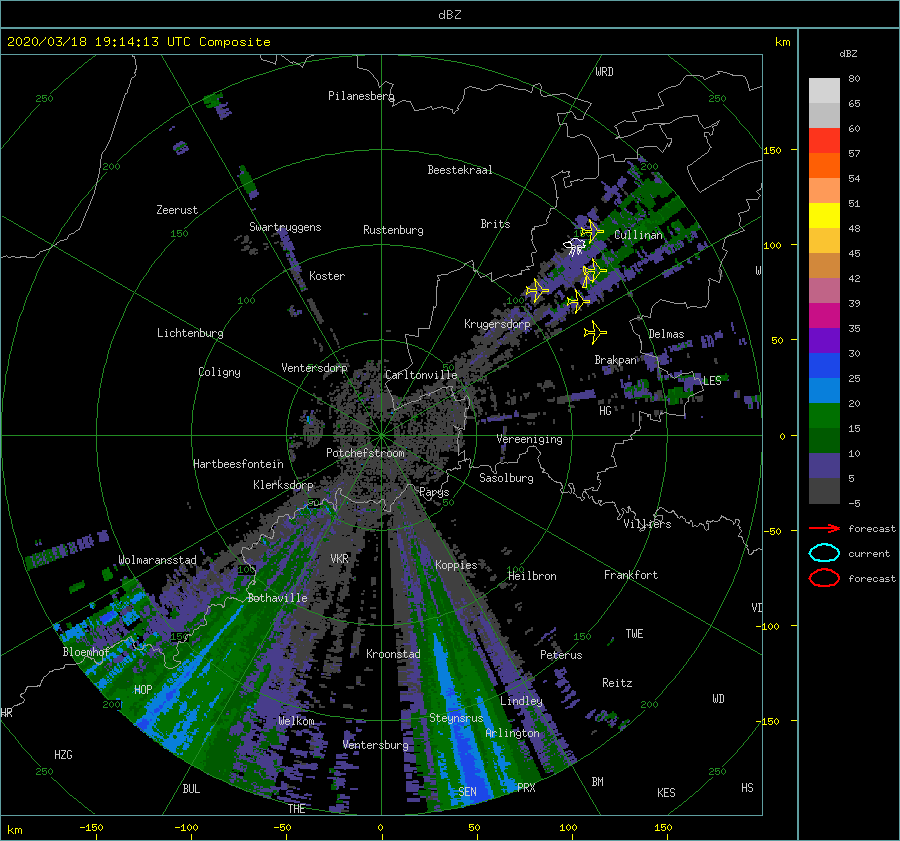 dBZ
2020/03/18 19:14:13 UTC Composite
km
dBZ
80
65
60
57
54
51
48
45
42
39
35
30
25
20
15
10
5
-5
forecast
current
forecast
WRD
250
Pilanesberg
250
150
200
Beestekraal
200
Zeerust
150
Swartruggens
Rustenburg
Brits
Cullinan
100
Koster
W
100
100
Krugersdorp
Lichtenburg
Delmas
50
Brakpan
Coligny
Ventersdorp
Carltonville
LES
HG
Vereeniging
0
Potchefstroom
Hartbeesfontein
Sasolburg
Klerksdorp
Parys
50
50
Villiers
-50
Wolmaransstad
VKR
Koppies
100
100
Heilbron
Frankfort
Bothaville
VD
-100
150
150
TWE
Bloemhof
Kroonstad
Peterus
HOP
Reitz
200
Lindley
200
WD
HR
Welkom
Steynsrus
-150
Arlington
HZG
Ventersburg
250
250
BUL
SEN
PRX
BM
KES
HS
THE
km
-150
-100
-50
0
50
100
150